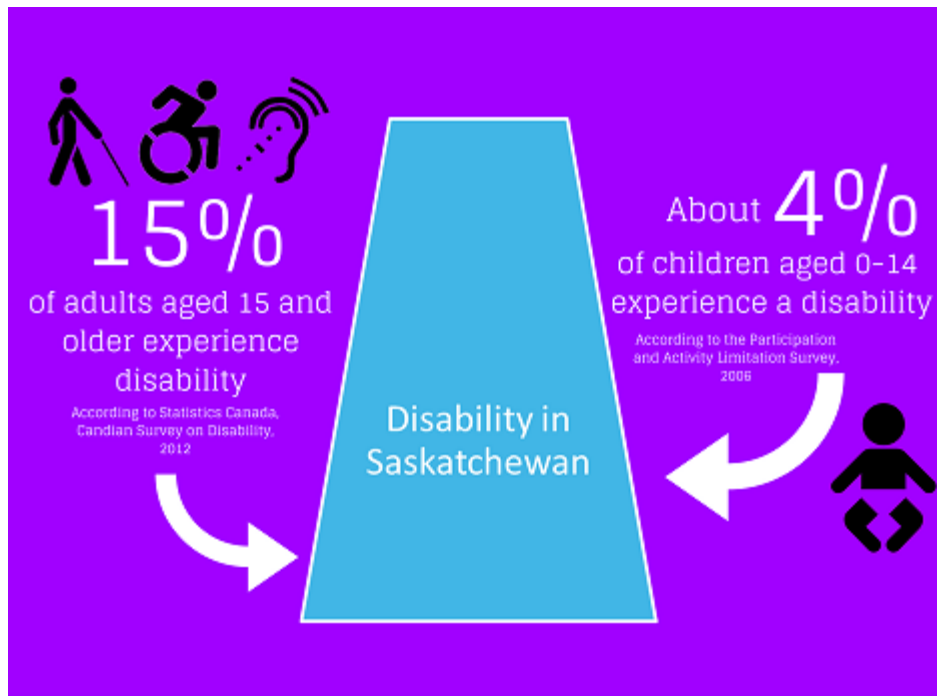 15%
of adults aged 15 and
older experience
disability
According to Statistics Canada,
Candian Survey on Disability,
2012
Disability in
Saskatchewan
About 4%
of children aged 0-14
experience a disability
According to the Participation
and Activity Limitation Survey,
2006